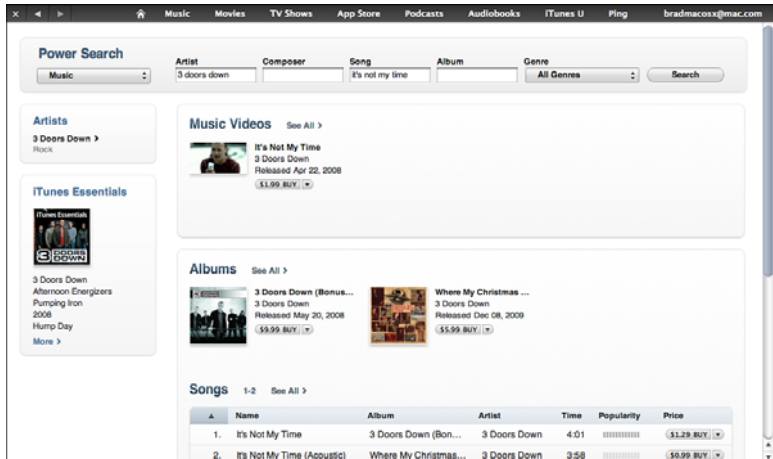 Music Movies TV Shows App Store Podcasts Audiobooks iTunes U Ping bradmacosx@mac.com
Power Search
Artist Composer Song Album Genre
Music 3 doors down it's not my time All Genres Search
Artists
3 Doors Down >
Rock
iTunes Essentials
iTunes Essentials
3 DOORS DOWN
3 Doors Down
Afternoon Energizers
Pumping Iron
2008
Hump Day
More >
Music Videos See All >
It's Not My Time
3 Doors Down
Released Apr 22, 2008
$1.99 BUY
Albums See All >
3 Doors Down (Bonus...
3 Doors Down
Released May 20, 2008
$9.99 BUY
Where My Christmas ...
3 Doors Down
Released Dec 08, 2009
$5.99 BUY
Songs 1-2 See All >
Name Album Artist Time Popularity Price
1. It's Not My Time 3 Doors Down (Bon... 3 Doors Down 4:01 $1.29 BUY
2. It's Not My Time (Acoustic) Where My Christmas... 3 Doors Down 3:58 $0.99 BUY